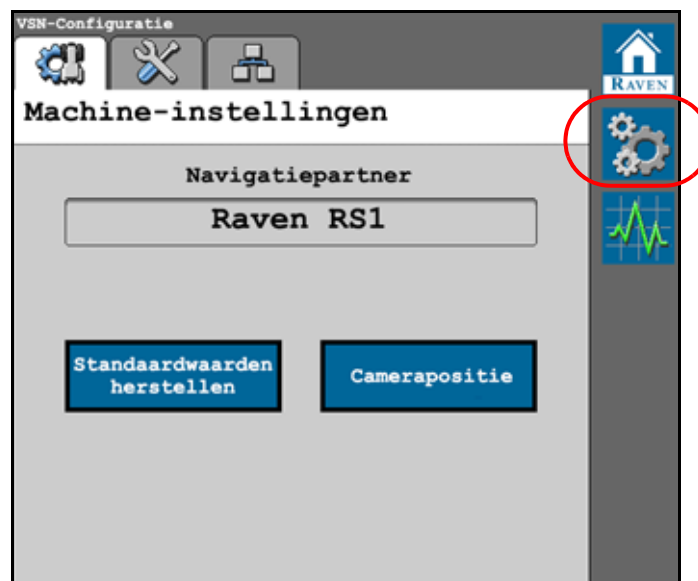 VSN-Configuratie
RAVEN
Machine-instellingen
Navigatiepartner
Raven RS1
Standaardwaarden
herstellen
Camerapositie